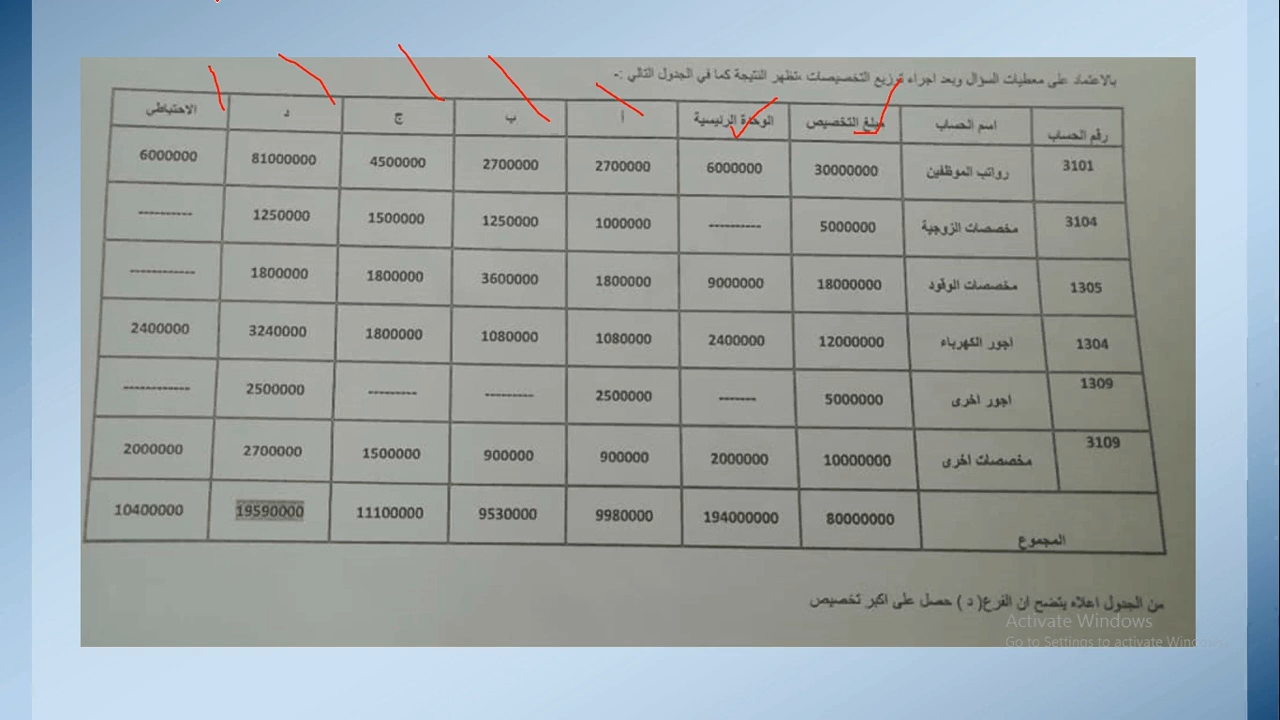 بالاعتماد على معطيات السؤال وبعد اجراء توزيع التخصيصات ،تظهر النتيجة كما في الجدول التالي :-
رقم الحساب اسم الحساب مبلغ التخصيص الوحدة الرئيسية أ ب ج د الاحتياطي
3101 رواتب الموظفين 30000000 6000000 2700000 2700000 4500000 81000000 6000000
3104 مخصصات الزوجية 5000000 ---------- 1000000 1250000 1500000 1250000 ----------
1305 مخصصات الوقود 18000000 9000000 1800000 3600000 1800000 1800000 ------------
1304 اجور الكهرباء 12000000 2400000 1080000 1080000 1800000 3240000 2400000
1309 اجور اخرى 5000000 ------- 2500000 --------- --------- 2500000 ------------
3109 مخصصات اخرى 10000000 2000000 900000 900000 1500000 2700000 2000000
المجموع 80000000 194000000 9980000 9530000 11100000 19590000 10400000
من الجدول اعلاه يتضح ان الفرع( د ) حصل على اكبر تخصيص
Activate Windows
Go to Settings to activate Windows